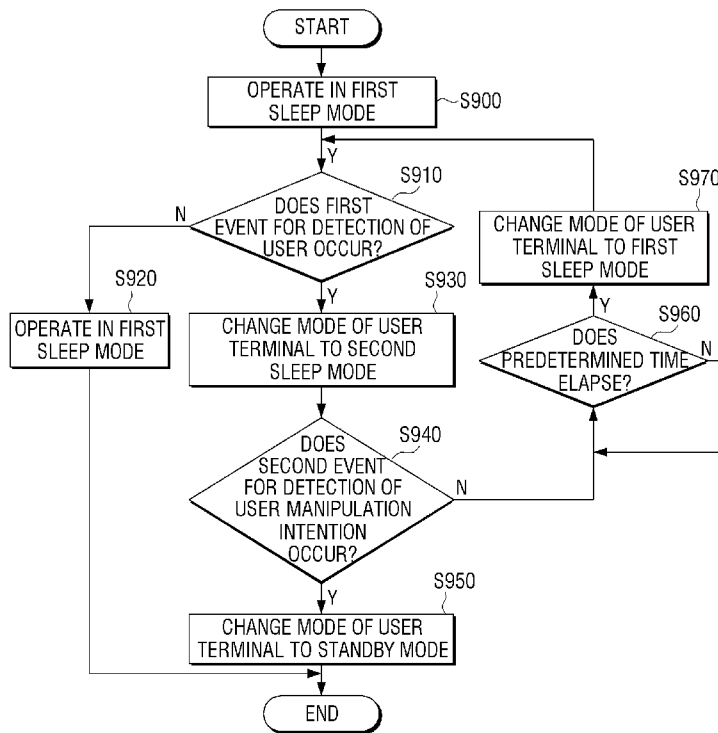 START
OPERATE IN FIRST
SLEEP MODE
S900
Y
S910
DOES FIRST
EVENT FOR DETECTION OF
USER OCCUR?
N
Y
S920
OPERATE IN FIRST
SLEEP MODE
S930
CHANGE MODE OF USER
TERMINAL TO SECOND
SLEEP MODE
S940
DOES
SECOND EVENT
FOR DETECTION OF
USER MANIPULATION
INTENTION
OCCUR?
N
Y
S950
CHANGE MODE OF USER
TERMINAL TO STANDBY MODE
END
S970
CHANGE MODE OF USER
TERMINAL TO FIRST
SLEEP MODE
Y
S960
DOES
PREDETERMINED TIME
ELAPSE?
N